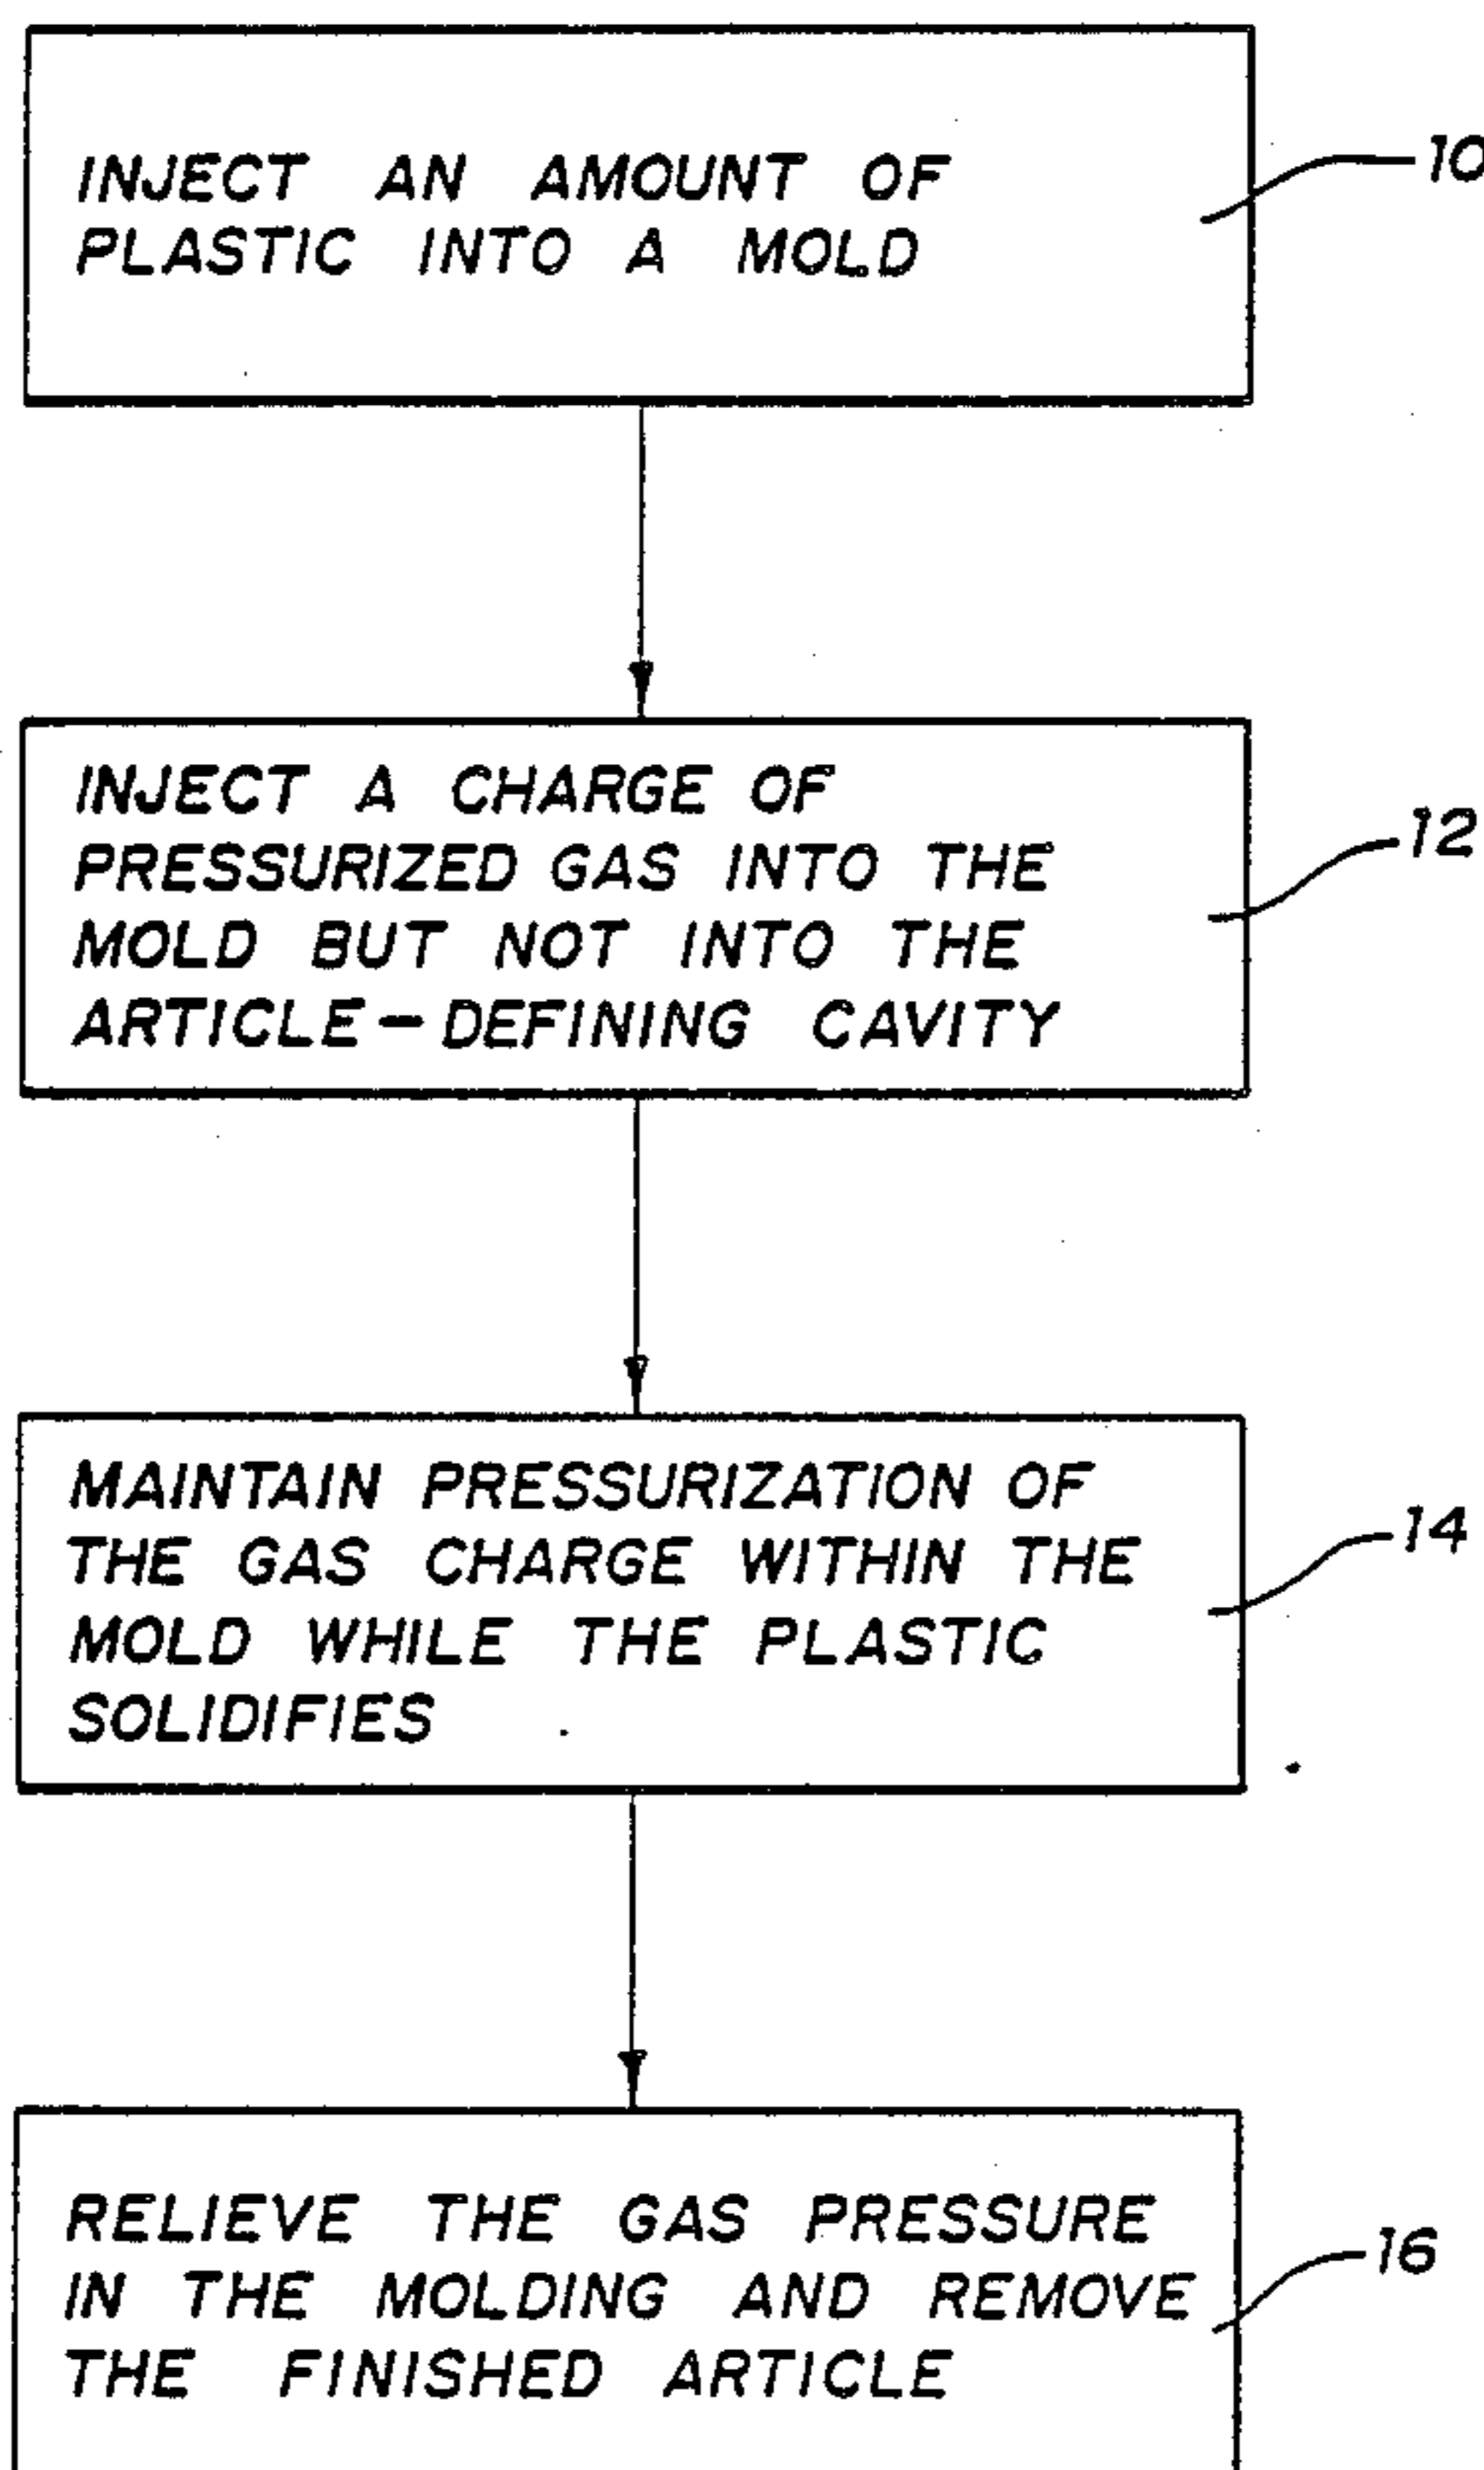 INJECT AN AMOUNT OF
PLASTIC INTO A MOLD
10
INJECT A CHARGE OF
PRESSURIZED GAS INTO THE
MOLD BUT NOT INTO THE
ARTICLE-DEFINING CAVITY
12
MAINTAIN PRESSURIZATION OF
THE GAS CHARGE WITHIN THE
MOLD WHILE THE PLASTIC
SOLIDIFIES
14
RELIEVE THE GAS PRESSURE
IN THE MOLDING AND REMOVE
THE FINISHED ARTICLE
16